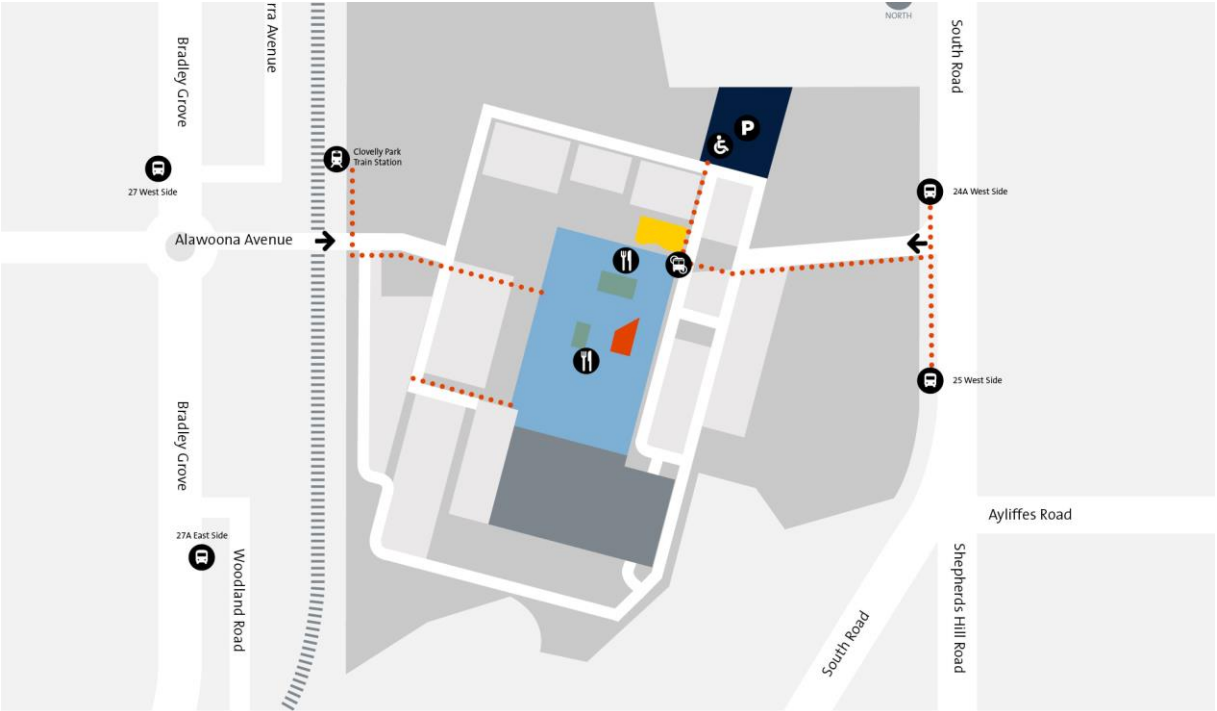 NORTH
rra Avenue
Bradley Grove
South Road
Clovelly Park
Train Station
P
27 West Side
24A West Side
Alawoona Avenue
25 West Side
Bradley Grove
Ayliffes Road
27A East Side
Woodland Road
Shepherds Hill Road
South Road